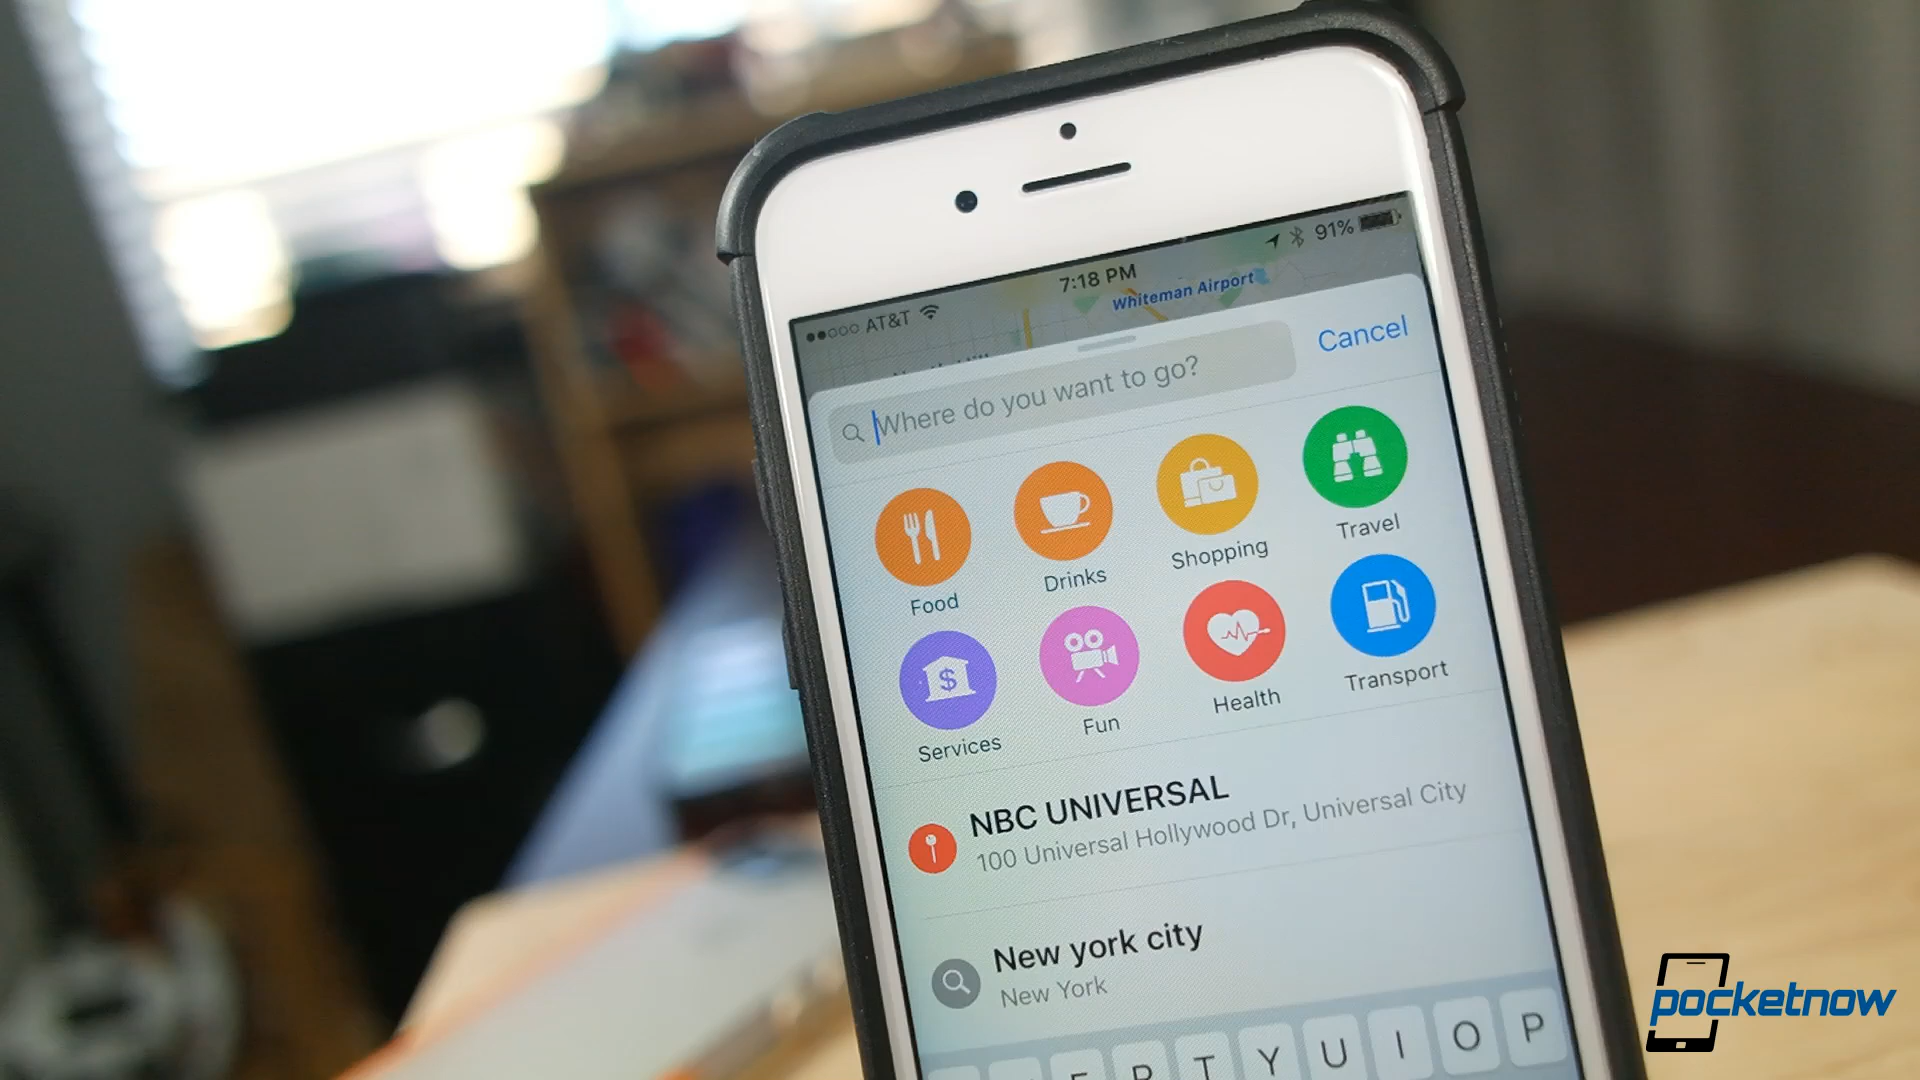 ●●○○○ AT&T 7:18 PM 91%
Whiteman Airport
Where do you want to go? Cancel
Food Drinks Shopping Travel
Services Fun Health Transport
NBC UNIVERSAL
100 Universal Hollywood Dr, Universal City
New york city
New York
E R T Y U I O P
pocketnow